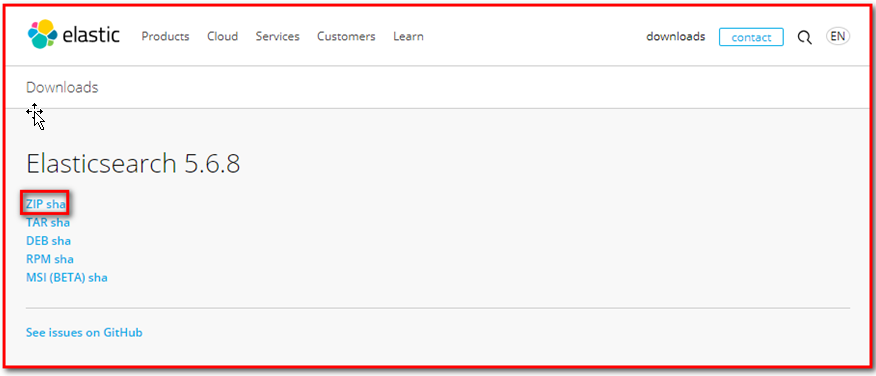 elastic Products Cloud Services Customers Learn downloads contact EN
Downloads
Elasticsearch 5.6.8
ZIP sha
TAR sha
DEB sha
RPM sha
MSI (BETA) sha
See issues on GitHub